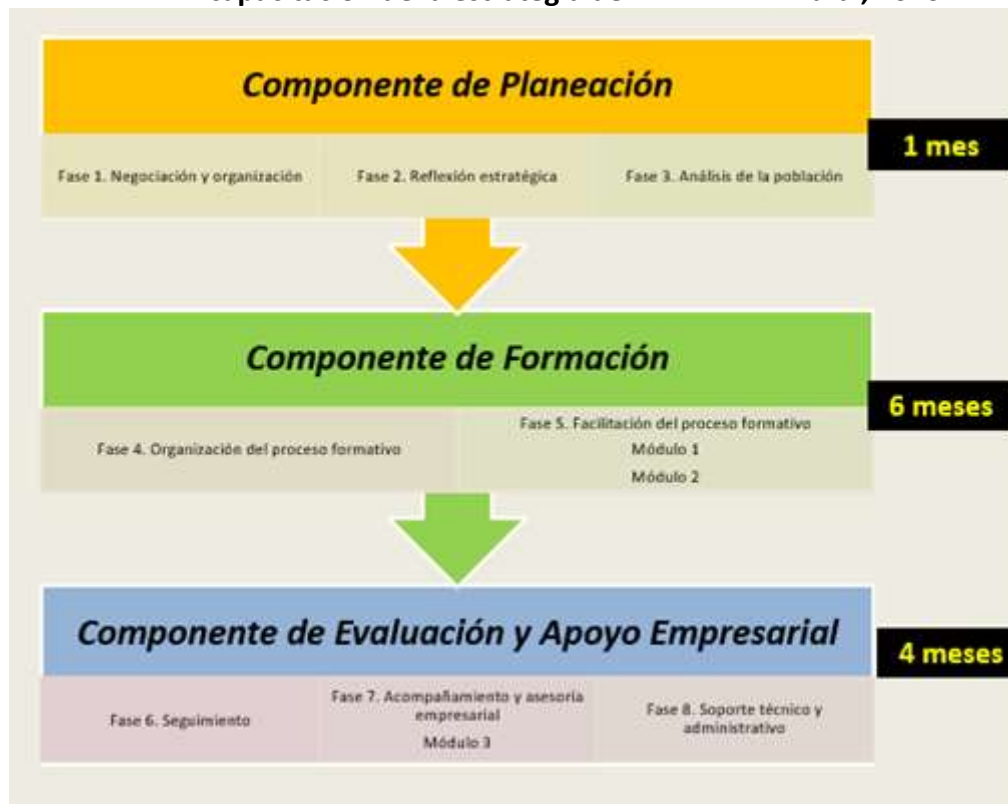 Componente de Planeación
1 mes
Fase 1. Negociación y organización
Fase 2. Reflexión estratégica
Fase 3. Análisis de la población
Componente de Formación
6 meses
Fase 4. Organización del proceso formativo
Fase 5. Facilitación del proceso formativo
Módulo 1
Módulo 2
Componente de Evaluación y Apoyo Empresarial
4 meses
Fase 6. Seguimiento
Fase 7. Acompañamiento y asesoría
empresarial
Módulo 3
Fase 8. Soporte técnico y
administrativo